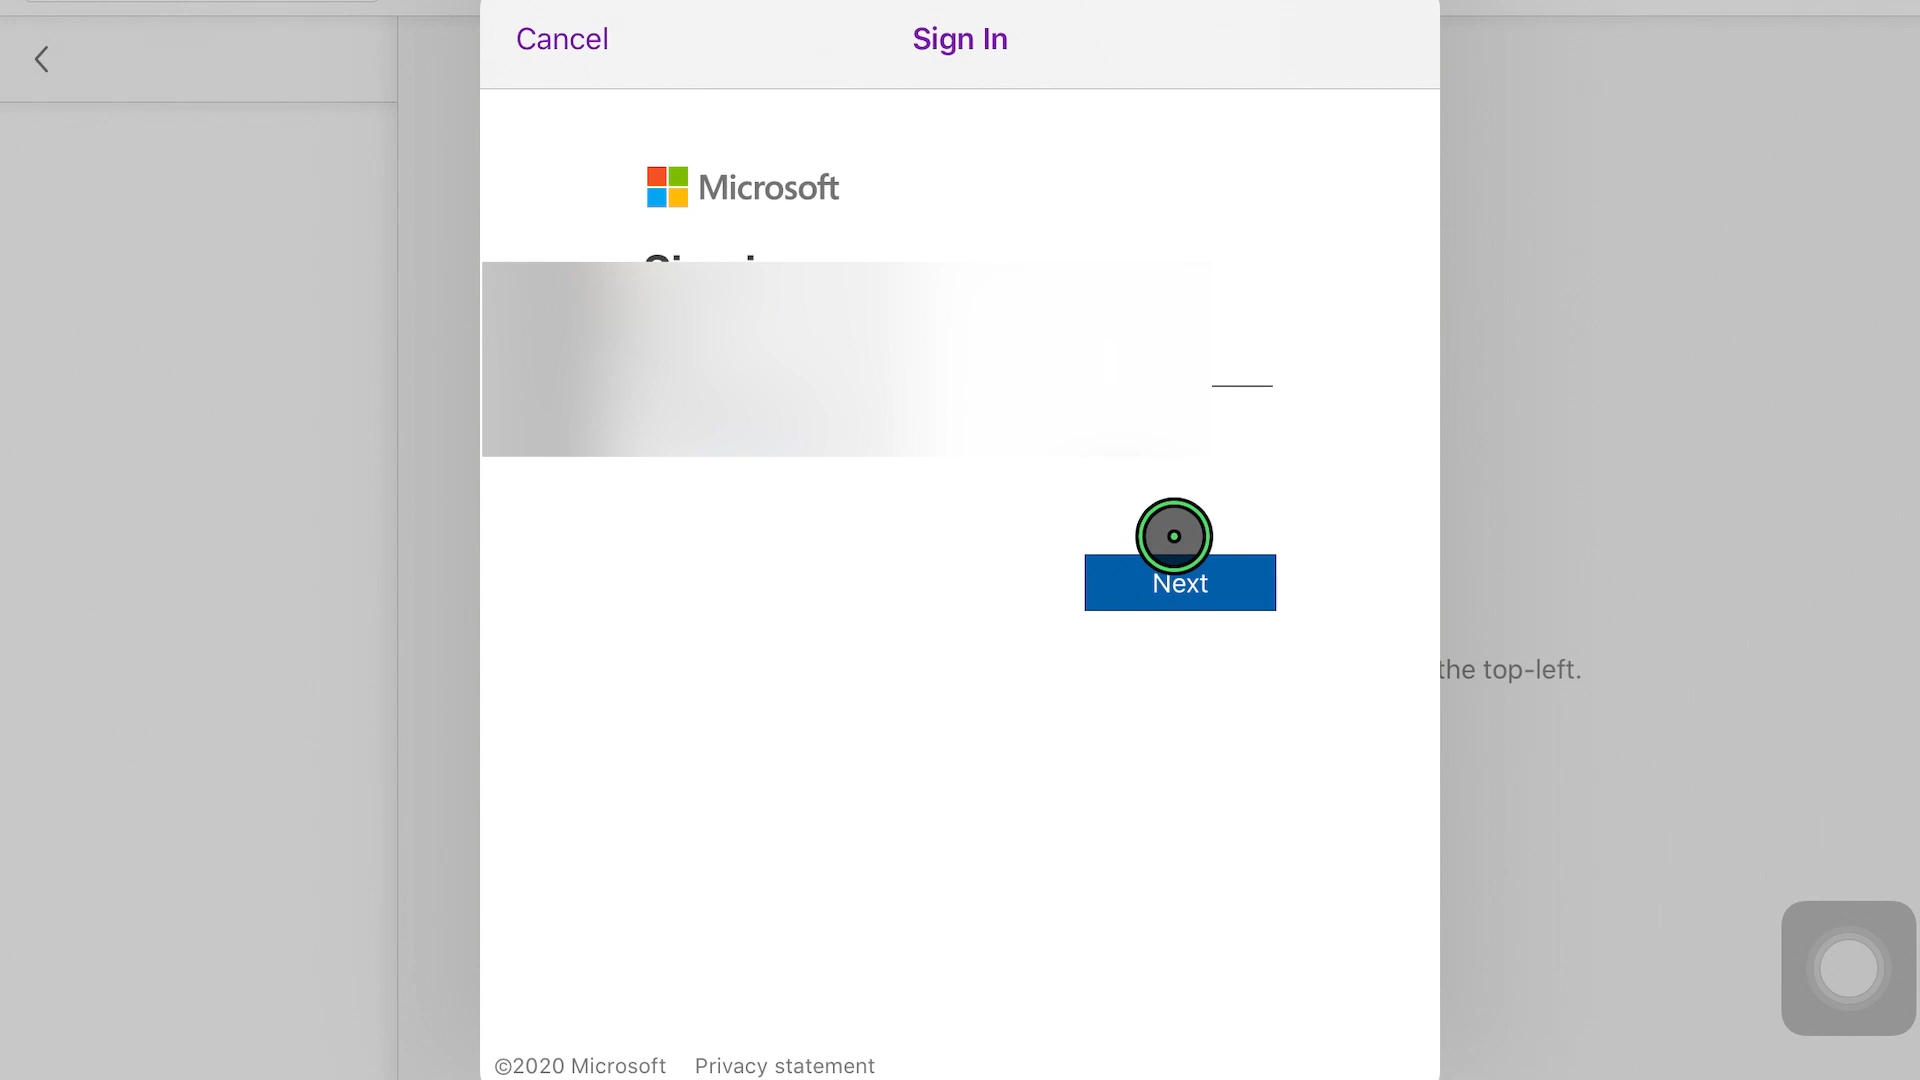 Cancel
Sign In
Microsoft
Next
the top-left.
©2020 Microsoft Privacy statement